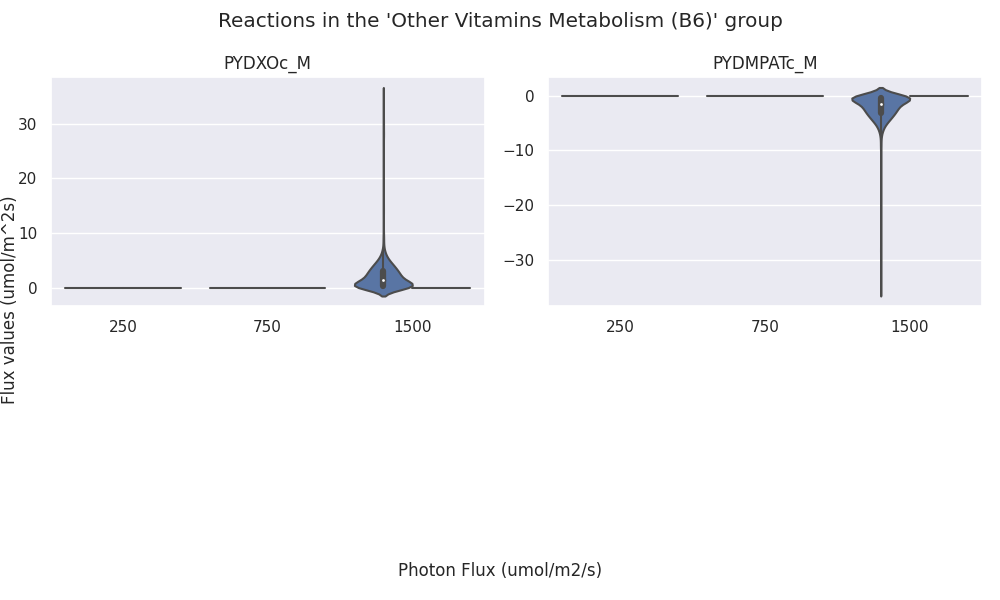 Reactions in the 'Other Vitamins Metabolism (B6)' group
PYDXOc_M
PYDMPATc_M
30
20
10
0
0
−10
−20
−30
250
750
1500
250
750
1500
Flux values (umol/m^2s)
Photon Flux (umol/m2/s)